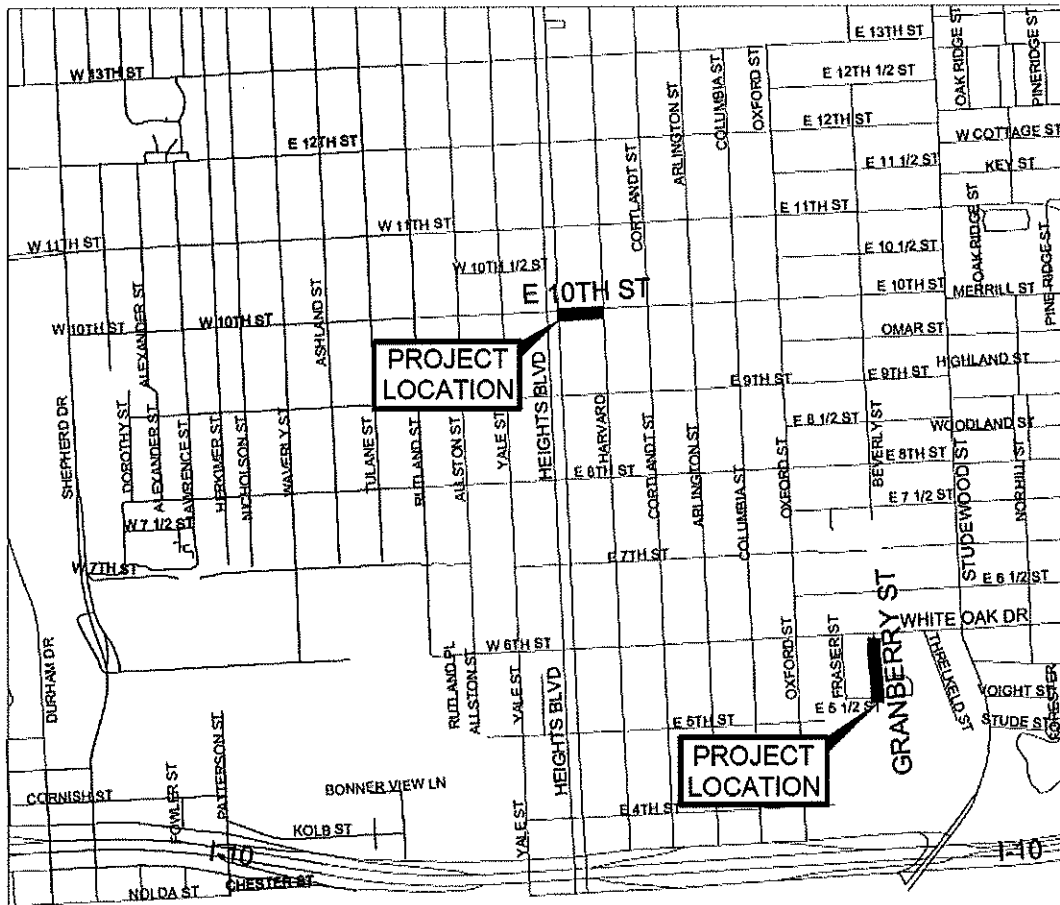 E 13TH ST
OAK RIDGE ST
PINERIDGE ST
W 13TH ST
E 12TH 1/2 ST
COLUMBIA ST
OXFORD ST
ARLINGTON ST
E 12TH ST
E 12TH ST
W COTTAGE ST
CORTLANDT ST
E 11 1/2 ST
KEY ST
W 11TH ST
W 11TH ST
E 11TH ST
OAK RIDGE ST
PINE RIDGE ST
E 10 1/2 ST
W 10TH 1/2 ST
ALEXANDER ST
ASHLAND ST
E 10TH ST
E 10TH ST
MERRILL ST
W 10TH ST
W 10TH ST
OMAR ST
PROJECT
LOCATION
HEIGHTS BLVD
HIGHLAND ST
E 9TH ST
E 9TH ST
SHEPHERD DR
DOROTHY ST
ALEXANDER ST
LAWRENCE ST
HERKIMER ST
NICHOLSON ST
WAVERLY ST
TULANE ST
RUTLAND ST
ALLSTON ST
YALE ST
HARVARD
CORTLANDT ST
ARLINGTON ST
COLUMBIA ST
OXFORD ST
E 8 1/2 ST
BEVERLY ST
WOODLAND ST
E 8TH ST
E 8TH ST
E 7 1/2 ST
STUDEWOOD ST
NORHILL ST
W 7 1/2 ST
W 7TH ST
E 7TH ST
E 6 1/2 ST
WHITE OAK DR
GRANBERRY ST
W 6TH ST
DURHAM DR
RUTLAND PL
ALLSTON ST
YALE ST
HEIGHTS BLVD
OXFORD ST
FRASER ST
THRELKELD ST
VOIGHT ST
FORESTER
E 5 1/2 ST
E 5TH ST
STUDE ST
PROJECT
LOCATION
PATTERSON ST
CORNISH ST
FOWLER ST
BONNER VIEW LN
KOLB ST
YALE ST
E 4TH ST
I-10
I-10
NOLDA ST
CHESTER ST